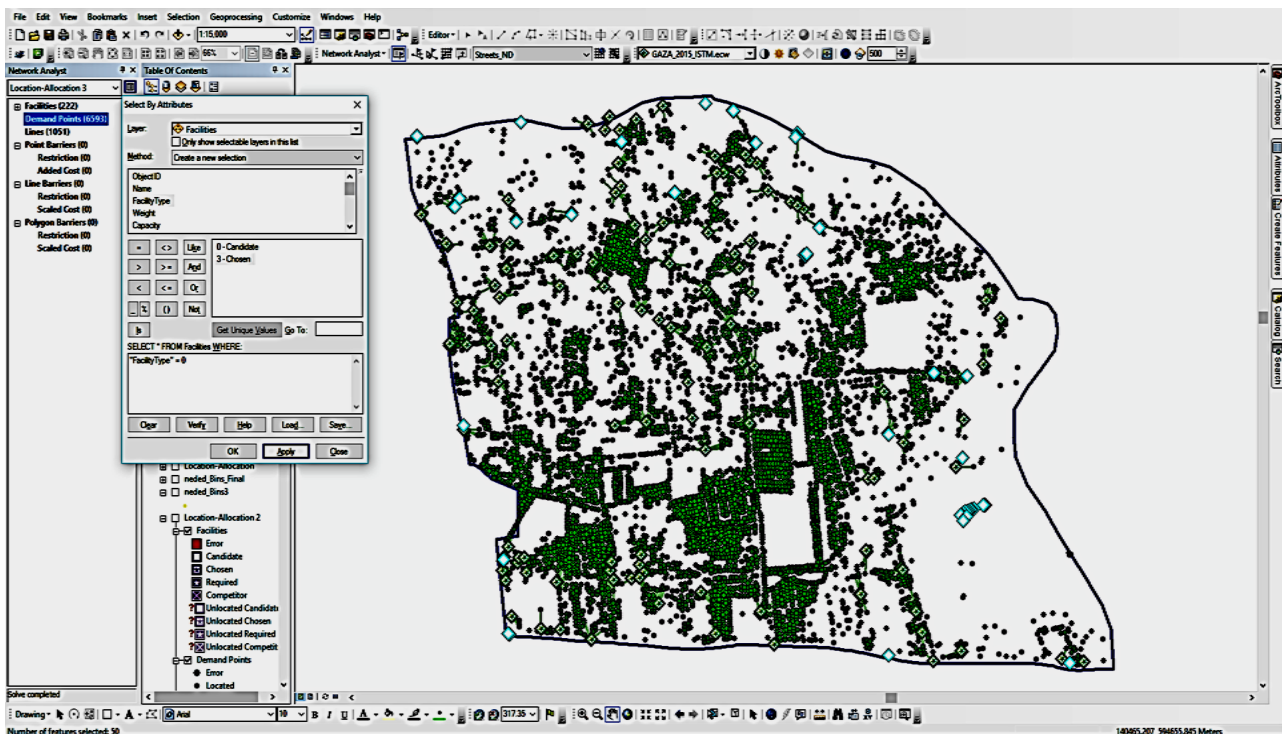 File Edit View Bookmarks Insert Selection Geoprocessing Customize Windows Help
1:15,000 Editor
66% Network Analyst Streets_ND GAZA_2015_ISTM.ecw 500
Network Analyst
Table Of Contents
Location-Allocation 3
Facilities (222)
Demand Points (6593)
Lines (1051)
Point Barriers (0)
Restriction (0)
Added Cost (0)
Line Barriers (0)
Restriction (0)
Scaled Cost (0)
Polygon Barriers (0)
Restriction (0)
Scaled Cost (0)
Select By Attributes
Layer: Facilities
Only show selectable layers in this list
Method: Create a new selection
ObjectID
Name
FacilityType
Weight
Capacity
= <> Like
> >= And
< <= Or
_ % () Not
Is
0 - Candidate
3 - Chosen
Get Unique Values Go To:
SELECT * FROM Facilities WHERE:
"FacilityType" = 0
Clear Verify Help Load... Save...
OK Apply Close
Location-Allocation
neded_Bins_Final
neded_Bins3
Location-Allocation 2
Facilities
Error
Candidate
Chosen
Required
Competitor
Unlocated Candidat
Unlocated Chosen
Unlocated Required
Unlocated Competit
Demand Points
Error
Located
ArcToolbox
Attributes
Create Features
Catalog
Search
Solve completed
Drawing Arial 10 B I U A 317.35
Number of features selected: 50
140465.207 594655.845 Meters